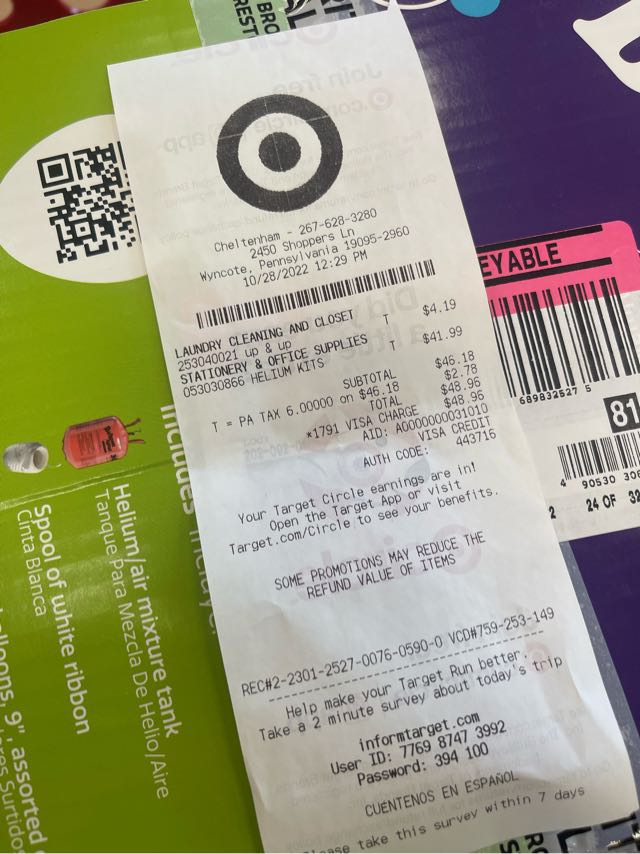 Cheltenham - 267-628-3280
2450 Shoppers Ln
Wyncote, Pennsylvania 19095-2960
10/28/2022 12:29 PM
LAUNDRY CLEANING AND CLOSET
253040021 up & up T $4.19
STATIONERY & OFFICE SUPPLIES
053030866 HELIUM KITS T $41.99
SUBTOTAL $46.18
T = PA TAX 6.00000 on $46.18 $2.78
TOTAL $48.96
*1791 VISA CHARGE $48.96
AID: A0000000031010
VISA CREDIT
AUTH CODE: 443716
Your Target Circle earnings are in!
Open the Target App or visit
Target.com/Circle to see your benefits.
SOME PROMOTIONS MAY REDUCE THE
REFUND VALUE OF ITEMS
REC#2-2301-2527-0076-0590-0 VCD#759-253-149
Help make your Target Run better.
Take a 2 minute survey about today's trip
informtarget.com
User ID: 7769 8747 3992
Password: 394 100
CUENTENOS EN ESPAÑOL
take this survey within 7 days
EYABLE
689832527 5
81
4 90530
24 OF
Includes
Helium/air mixture tank
Tanque Para Mezcla De Helio/Aire
Spool of white ribbon
Cinta Blanca
9" assorted
BRO
REST